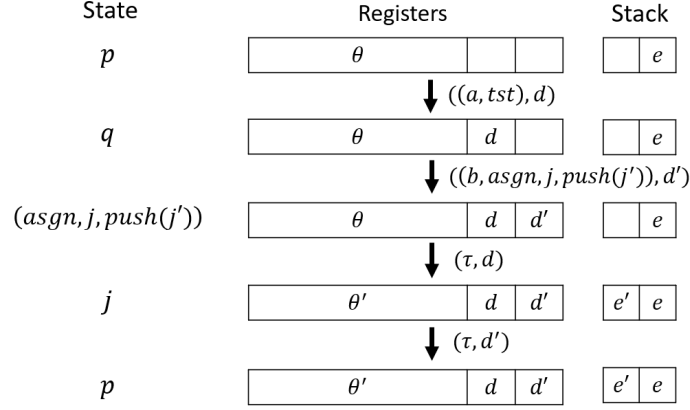 State Registers Stack
p θ e
((a, tst), d)
q θ d e
((b, asgn, j, push(j′)), d′)
(asgn, j, push(j′)) θ d d′ e
(τ, d)
j θ′ d d′ e′ e
(τ, d′)
p θ′ d d′ e′ e